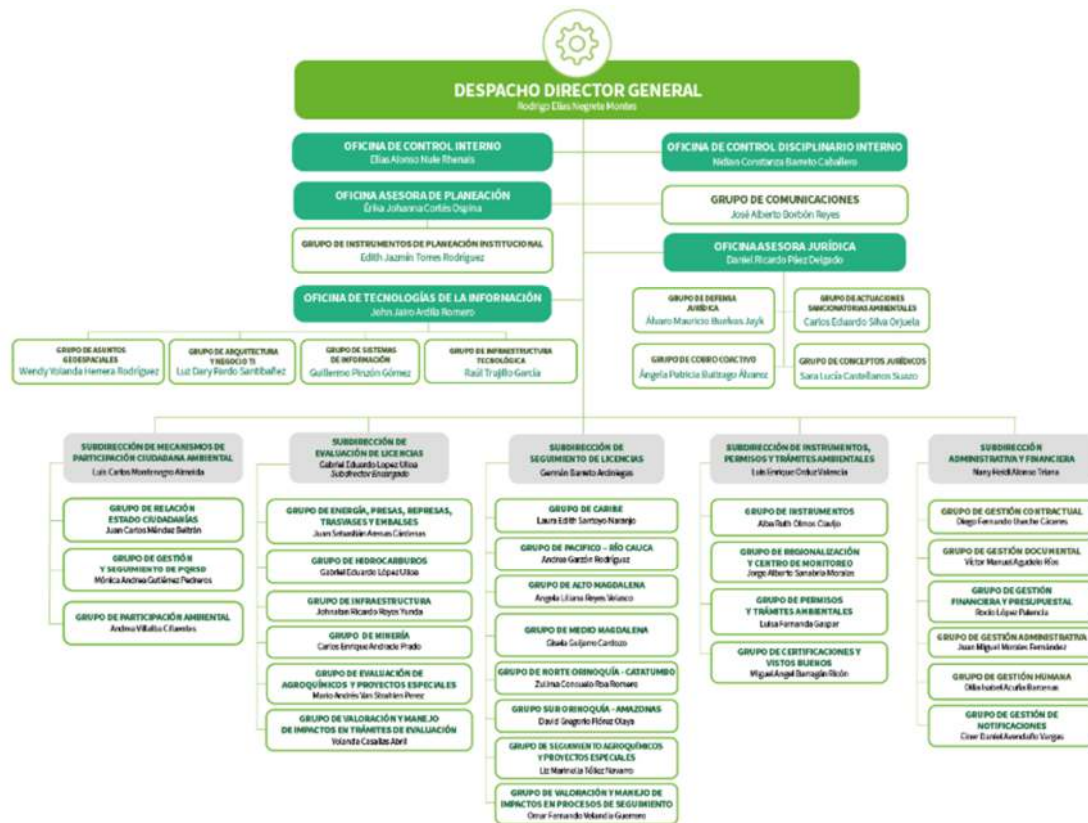 DESPACHO DIRECTOR GENERAL
Rodrigo Elías Negrete Montes
OFICINA DE CONTROL INTERNO
Elías Alonso Nule Rhenals
OFICINA DE CONTROL DISCIPLINARIO INTERNO
Nidian Constanza Barreto Caballero
OFICINA ASESORA DE PLANEACIÓN
Érika Johanna Cortés Ospina
GRUPO DE COMUNICACIONES
José Alberto Borbón Reyes
GRUPO DE INSTRUMENTOS DE PLANEACIÓN INSTITUCIONAL
Edith Jazmín Torres Rodríguez
OFICINA ASESORA JURÍDICA
Daniel Ricardo Páez Delgado
OFICINA DE TECNOLOGÍAS DE LA INFORMACIÓN
John Jairo Ardila Romero
GRUPO DE DEFENSA
JURÍDICA
Álvaro Mauricio Buelvas Jayk
GRUPO DE ACTUACIONES
SANCIONATORIAS AMBIENTALES
Carlos Eduardo Silva Orjuela
GRUPO DE ASUNTOS
GEOESPACIALES
Wendy Yolanda Herrera Rodríguez
GRUPO DE ARQUITECTURA
Y NEGOCIO TI
Luz Dary Pardo Santibañez
GRUPO DE SISTEMAS
DE INFORMACIÓN
Guillermo Pinzón Gómez
GRUPO DE INFRAESTRUCTURA
TECNOLÓGICA
Raúl Trujillo García
GRUPO DE COBRO COACTIVO
Ángela Patricia Buitrago Álvarez
GRUPO DE CONCEPTOS JURÍDICOS
Sara Lucía Castellanos Suazo
SUBDIRECCIÓN DE MECANISMOS DE
PARTICIPACIÓN CIUDADANA AMBIENTAL
Luis Carlos Montenegro Almeida
GRUPO DE RELACIÓN
ESTADO CIUDADANÍAS
Juan Carlos Méndez Beltrán
GRUPO DE GESTIÓN
Y SEGUIMIENTO DE PQRSD
Mónica Andrea Gutiérrez Pedreros
GRUPO DE PARTICIPACIÓN AMBIENTAL
Andrea Villalba Cifuentes
SUBDIRECCIÓN DE
EVALUACIÓN DE LICENCIAS
Gabriel Eduardo Lopez Ulloa
Subdirector Encargado
GRUPO DE ENERGÍA, PRESAS, REPRESAS,
TRASVASES Y EMBALSES
Juan Sebastián Arenas Cárdenas
GRUPO DE HIDROCARBUROS
Gabriel Eduardo López Ulloa
GRUPO DE INFRAESTRUCTURA
Johnatan Ricardo Reyes Yunda
GRUPO DE MINERÍA
Carlos Enrique Andrade Prado
GRUPO DE EVALUACIÓN DE
AGROQUÍMICOS Y PROYECTOS ESPECIALES
Mario Andrés Van Strahlen Perez
GRUPO DE VALORACIÓN Y MANEJO
DE IMPACTOS EN TRÁMITES DE EVALUACIÓN
Yolanda Casallas Abril
SUBDIRECCIÓN DE
SEGUIMIENTO DE LICENCIAS
Germán Barreto Arciniegas
GRUPO DE CARIBE
Laura Edith Santoyo Naranjo
GRUPO DE PACIFICO – RÍO CAUCA
Andrea Garzón Rodríguez
GRUPO DE ALTO MAGDALENA
Angela Liliana Reyes Velasco
GRUPO DE MEDIO MAGDALENA
Gisela Guijarro Cardozo
GRUPO DE NORTE ORINOQUÍA - CATATUMBO
Zulima Consuelo Roa Romero
GRUPO SUR ORINOQUÍA - AMAZONAS
David Gregorio Flórez Olaya
GRUPO DE SEGUIMIENTO AGROQUÍMICOS
Y PROYECTOS ESPECIALES
Liz Marinella Téllez Navarro
GRUPO DE VALORACIÓN Y MANEJO DE
IMPACTOS EN PROCESOS DE SEGUIMIENTO
Omar Fernando Velandia Guerrero
SUBDIRECCIÓN DE INSTRUMENTOS,
PERMISOS Y TRÁMITES AMBIENTALES
Luis Enrique Orduz Valencia
GRUPO DE INSTRUMENTOS
Alba Ruth Olmos Clavijo
GRUPO DE REGIONALIZACIÓN
Y CENTRO DE MONITOREO
Jorge Alberto Sanabria Morales
GRUPO DE PERMISOS
Y TRÁMITES AMBIENTALES
Luisa Fernanda Gaspar
GRUPO DE CERTIFICACIONES Y
VISTOS BUENOS
Miguel Angel Barragán Ricón
SUBDIRECCIÓN
ADMINISTRATIVA Y FINANCIERA
Nany Heidi Alonso Triana
GRUPO DE GESTIÓN CONTRACTUAL
Diego Fernando Useche Cáceres
GRUPO DE GESTIÓN DOCUMENTAL
Víctor Manuel Agudelo Ríos
GRUPO DE GESTIÓN
FINANCIERA Y PRESUPUESTAL
Rocío López Palencia
GRUPO DE GESTIÓN ADMINISTRATIVA
Juan Miguel Morales Fernández
GRUPO DE GESTIÓN HUMANA
Isabel Acuña
GRUPO DE GESTIÓN DE
NOTIFICACIONES
Daniel Avendaño Vargas